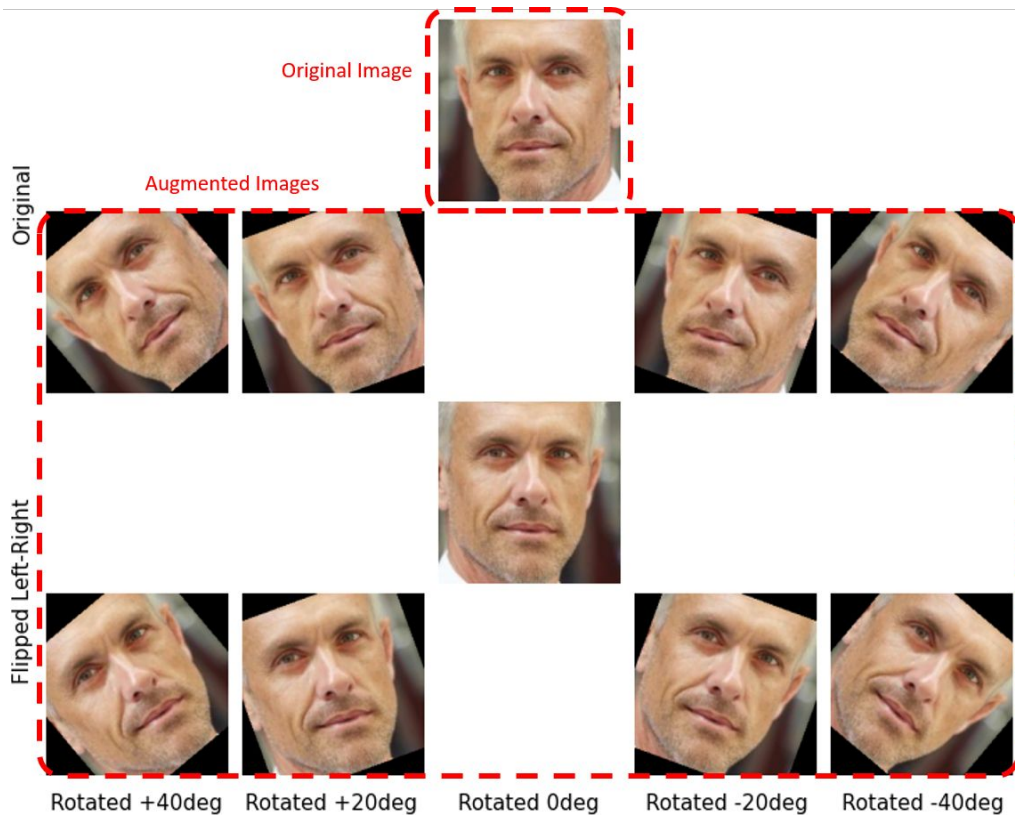 Original Image
Augmented Images
Original
Flipped Left-Right
Rotated +40deg
Rotated +20deg
Rotated 0deg
Rotated -20deg
Rotated -40deg